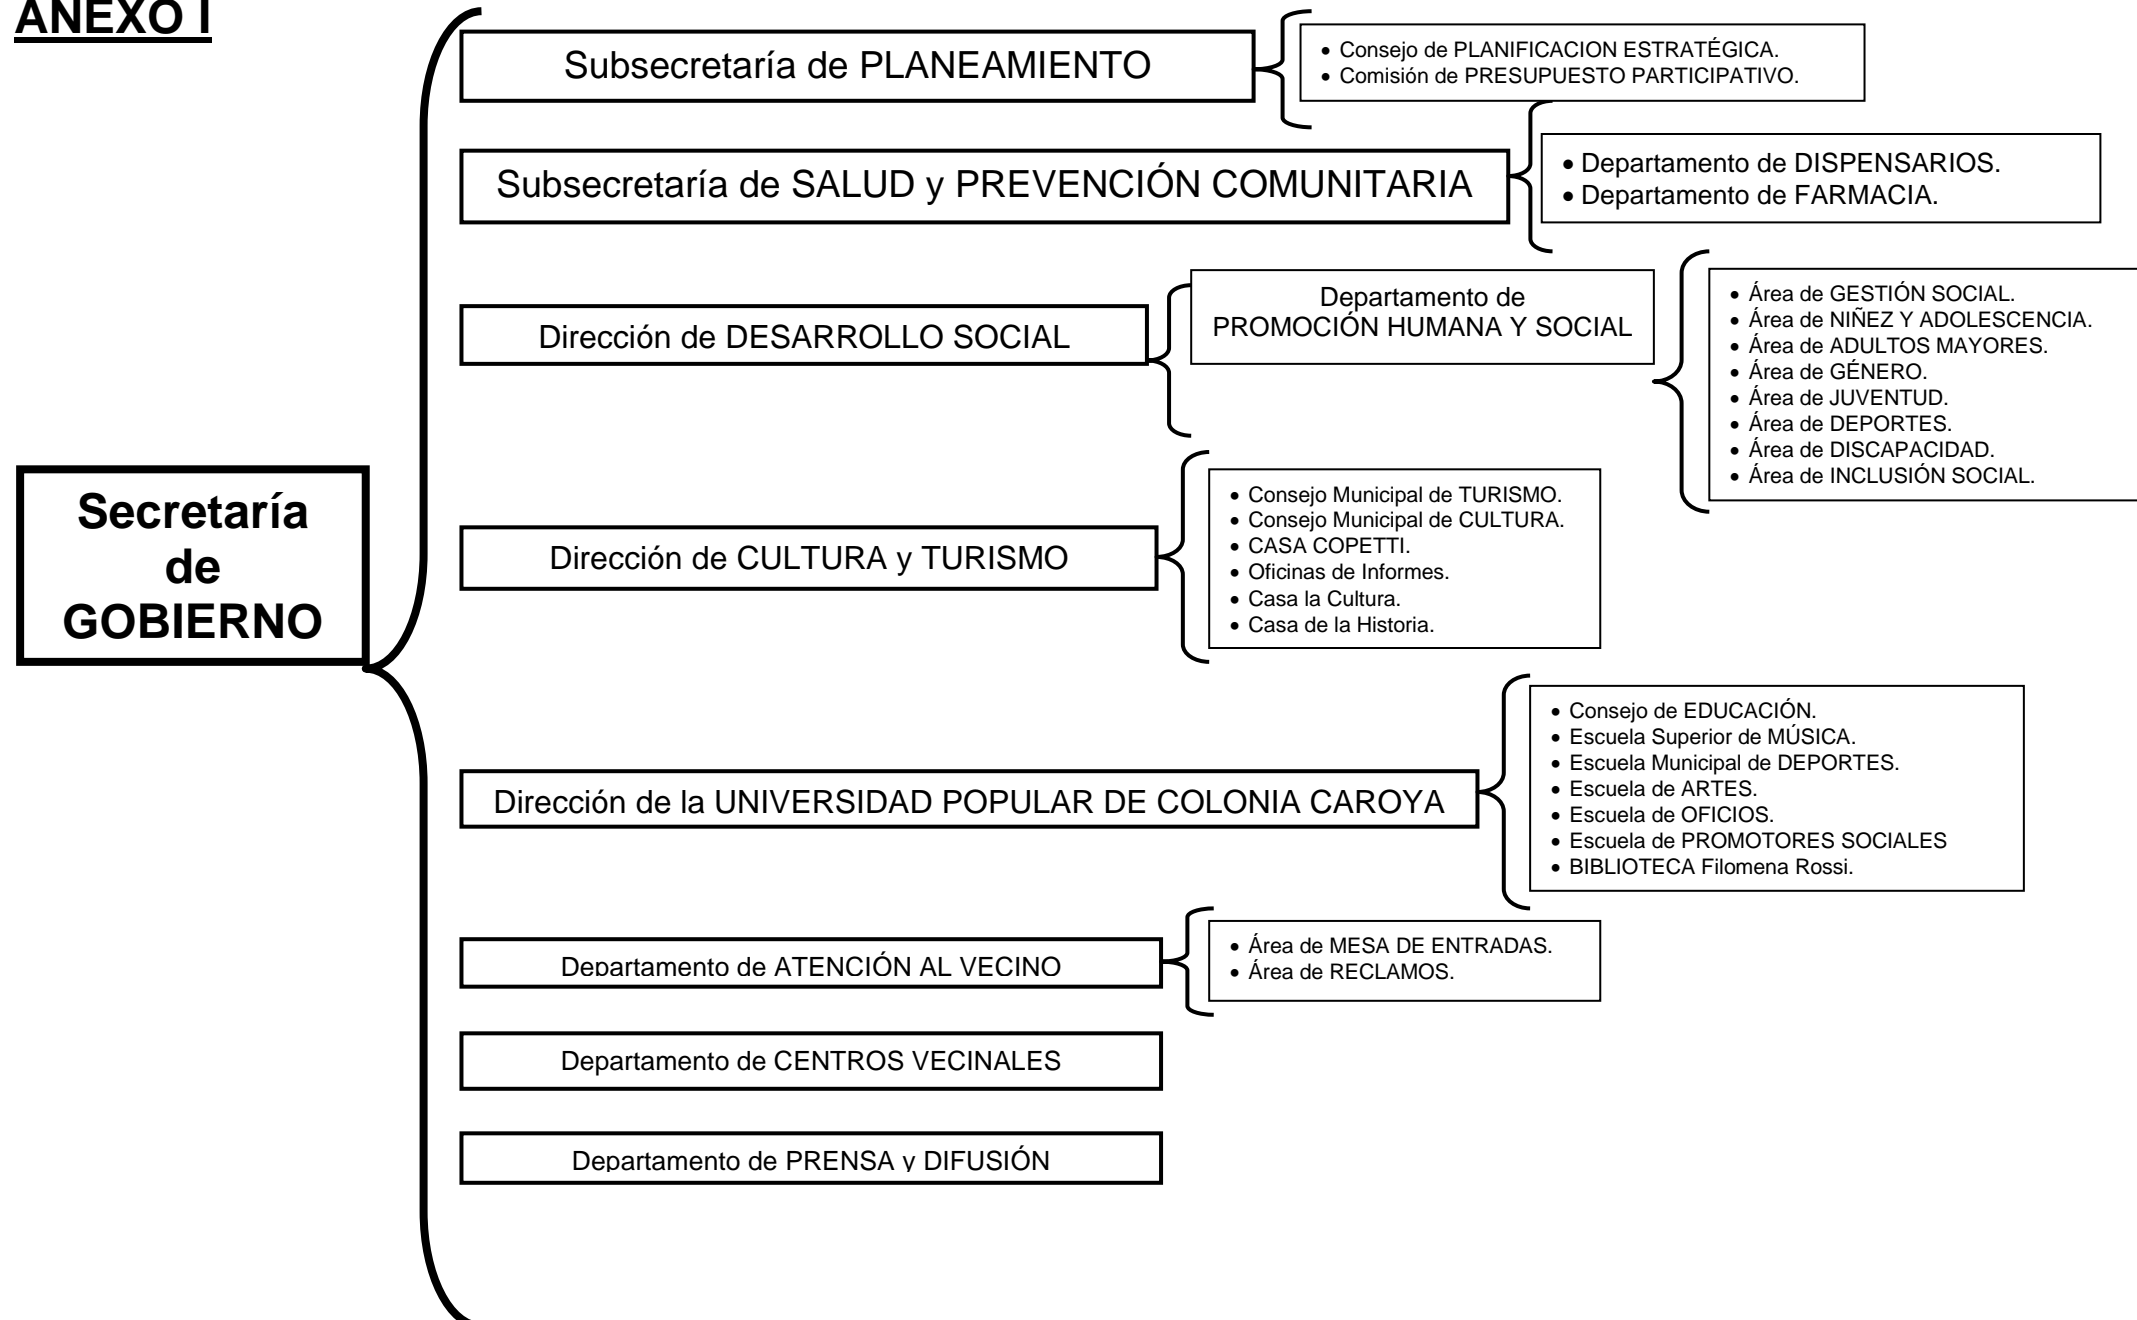 ANEXO I
Subsecretaría de PLANEAMIENTO
• Consejo de PLANIFICACION ESTRATÉGICA.
• Comisión de PRESUPUESTO PARTICIPATIVO.
Subsecretaría de SALUD y PREVENCIÓN COMUNITARIA
• Departamento de DISPENSARIOS.
• Departamento de FARMACIA.
Dirección de DESARROLLO SOCIAL
Departamento de
PROMOCIÓN HUMANA Y SOCIAL
• Área de GESTIÓN SOCIAL.
• Área de NIÑEZ Y ADOLESCENCIA.
• Área de ADULTOS MAYORES.
• Área de GÉNERO.
• Área de JUVENTUD.
• Área de DEPORTES.
• Área de DISCAPACIDAD.
• Área de INCLUSIÓN SOCIAL.
Secretaría
de
GOBIERNO
Dirección de CULTURA y TURISMO
• Consejo Municipal de TURISMO.
• Consejo Municipal de CULTURA.
• CASA COPETTI.
• Oficinas de Informes.
• Casa la Cultura.
• Casa de la Historia.
Dirección de la UNIVERSIDAD POPULAR DE COLONIA CAROYA
• Consejo de EDUCACIÓN.
• Escuela Superior de MÚSICA.
• Escuela Municipal de DEPORTES.
• Escuela de ARTES.
• Escuela de OFICIOS.
• Escuela de PROMOTORES SOCIALES
• BIBLIOTECA Filomena Rossi.
Departamento de ATENCIÓN AL VECINO
• Área de MESA DE ENTRADAS.
• Área de RECLAMOS.
Departamento de CENTROS VECINALES
Departamento de PRENSA y DIFUSIÓN